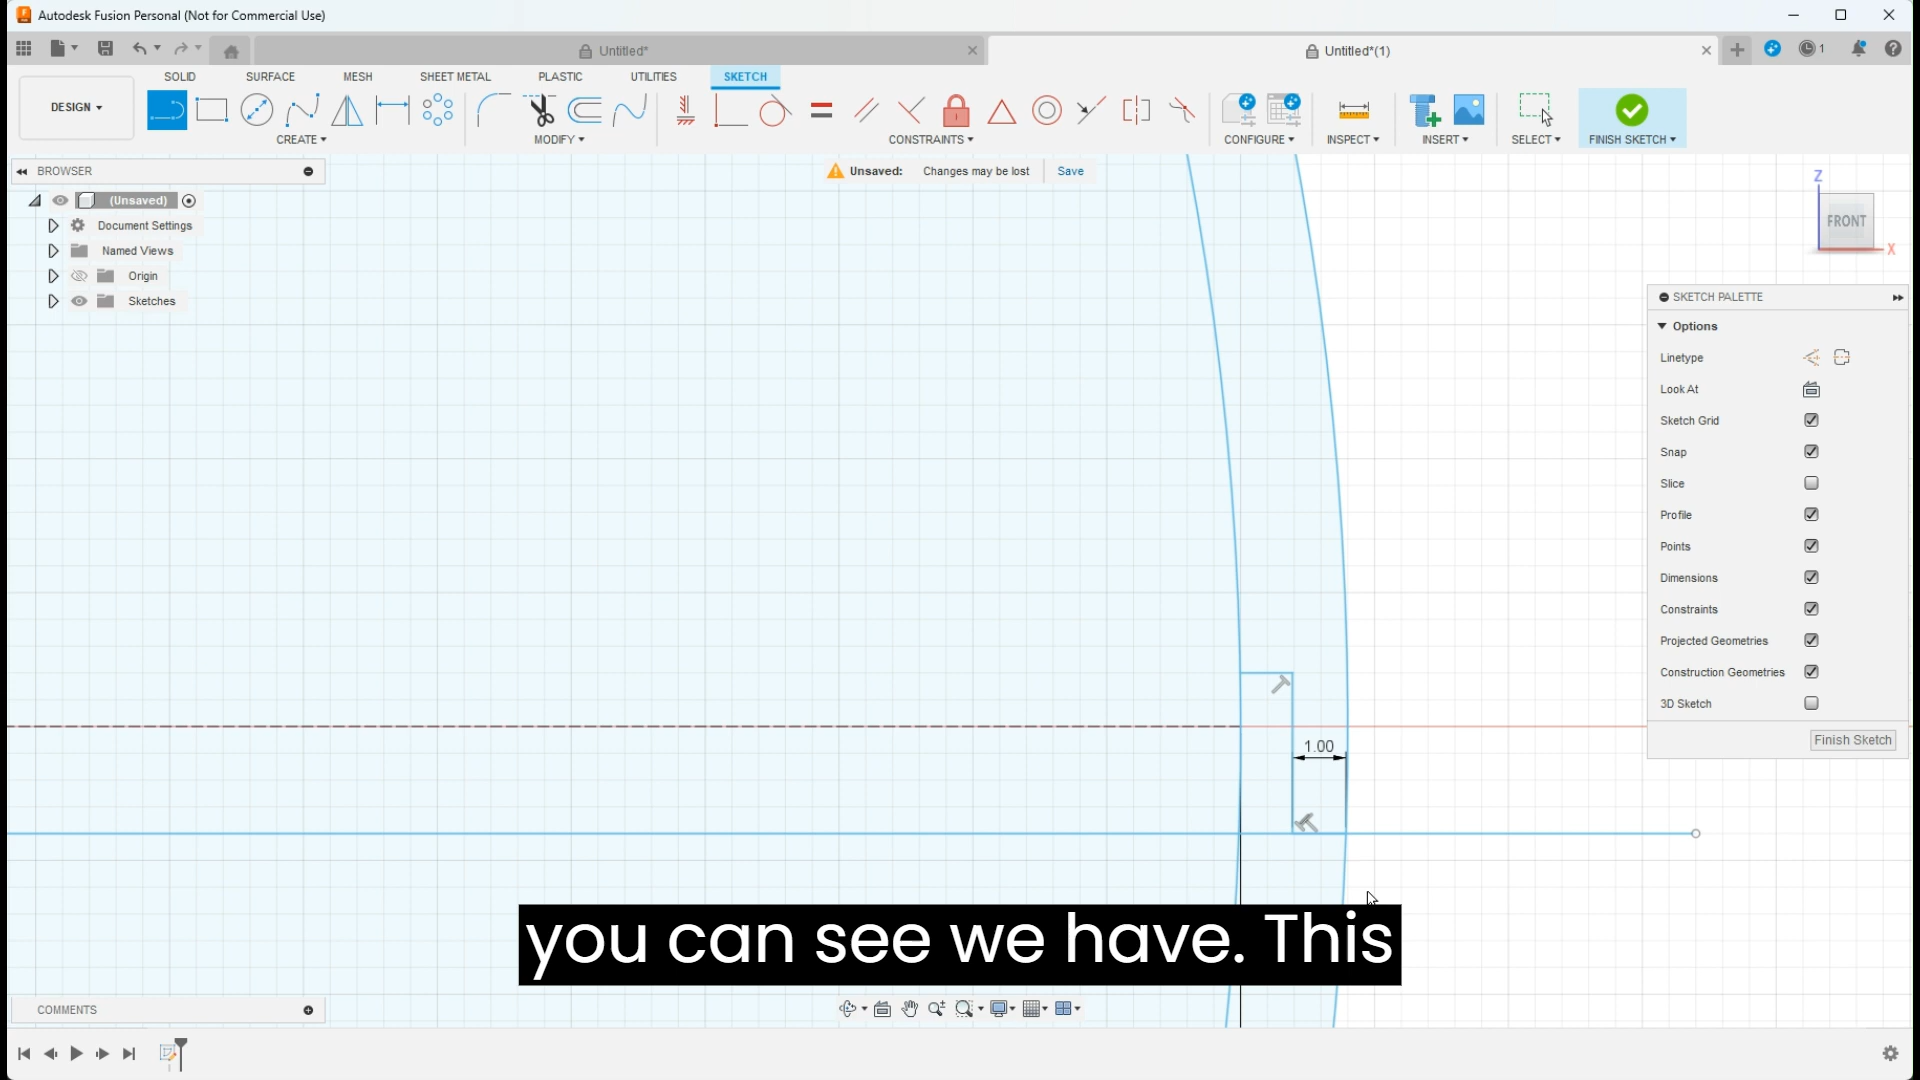 Autodesk Fusion Personal (Not for Commercial Use)
Untitled*
Untitled*(1)
1
DESIGN
SOLID
SURFACE
MESH
SHEET METAL
PLASTIC
UTILITIES
SKETCH
CREATE
MODIFY
CONSTRAINTS
CONFIGURE
INSPECT
INSERT
SELECT
FINISH SKETCH
BROWSER
Unsaved: Changes may be lost Save
(Unsaved)
Document Settings
Named Views
Origin
Sketches
Z
FRONT
X
SKETCH PALETTE
Options
Linetype
Look At
Sketch Grid
Snap
Slice
Profile
Points
Dimensions
Constraints
Projected Geometries
Construction Geometries
3D Sketch
Finish Sketch
1.00
you can see we have. This
COMMENTS